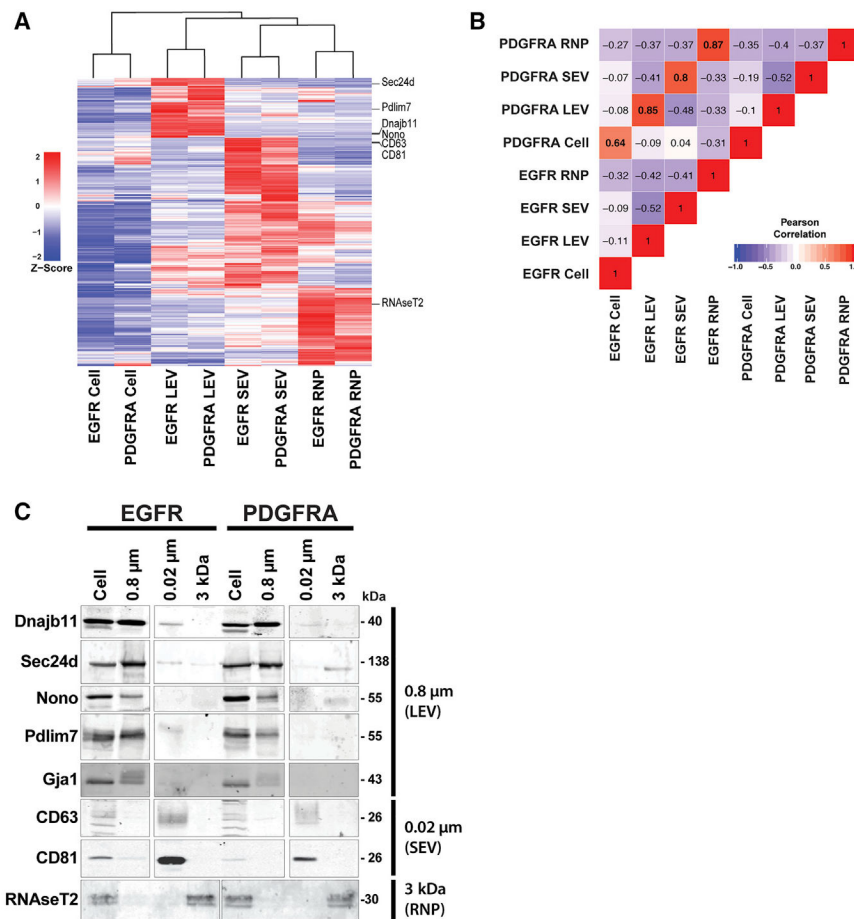 A
Sec24d
Pdlim7
Dnajb11
Nono
CD63
CD81
RNAseT2
2
1
0
−1
−2
Z−Score
EGFR Cell
PDGFRA Cell
EGFR LEV
PDGFRA LEV
EGFR SEV
PDGFRA SEV
EGFR RNP
PDGFRA RNP
B
PDGFRA RNP −0.27 −0.37 −0.37 0.87 −0.35 −0.4 −0.37 1
PDGFRA SEV −0.07 −0.41 0.8 −0.33 −0.19 −0.52 1
PDGFRA LEV −0.08 0.85 −0.48 −0.33 −0.1 1
PDGFRA Cell 0.64 −0.09 0.04 −0.31 1
EGFR RNP −0.32 −0.42 −0.41 1
EGFR SEV −0.09 −0.52 1
EGFR LEV −0.11 1
EGFR Cell 1
Pearson
Correlation
−1.0 −0.5 0.0 0.5
EGFR Cell
EGFR LEV
EGFR SEV
EGFR RNP
PDGFRA Cell
PDGFRA LEV
PDGFRA SEV
PDGFRA RNP
C
EGFR PDGFRA
Cell 0.8 μm 0.02 μm 3 kDa Cell 0.8 μm 0.02 μm 3 kDa kDa
Dnajb11 - 40
Sec24d - 138
Nono - 55
Pdlim7 - 55
Gja1 - 43
0.8 μm
(LEV)
CD63 - 26
CD81 - 26
0.02 μm
(SEV)
RNAseT2 -30
3 kDa
(RNP)